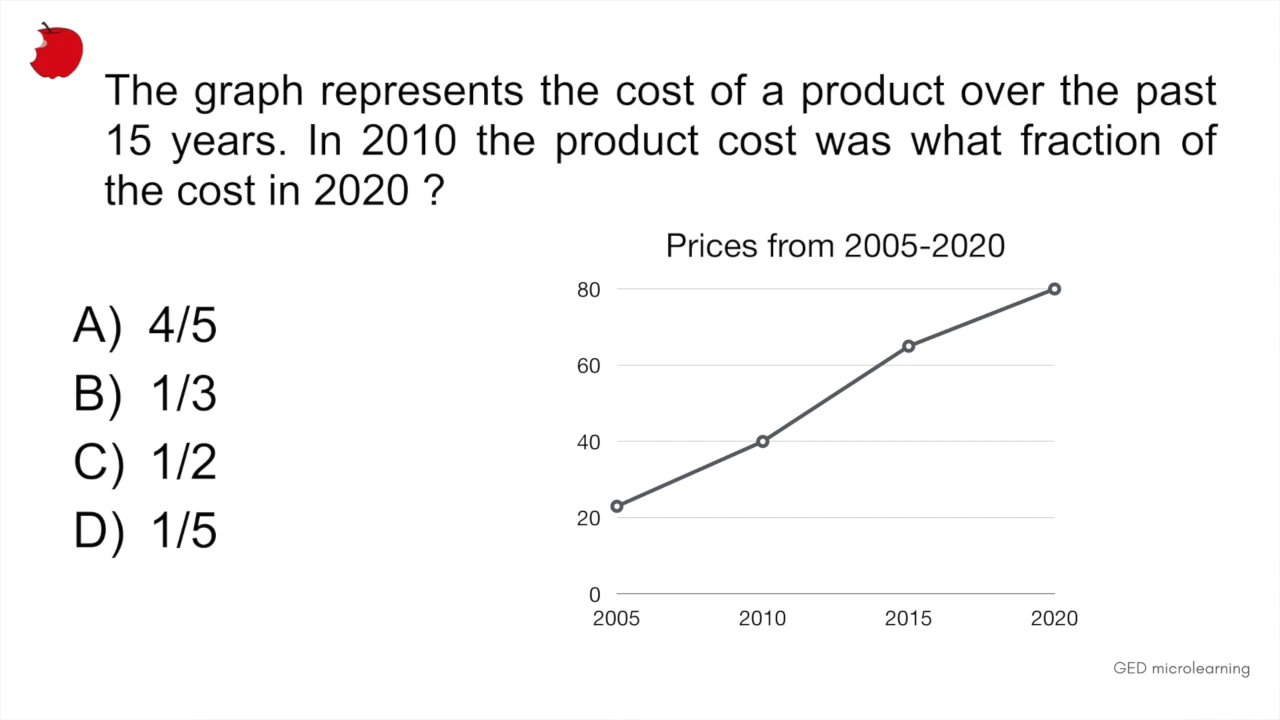 The graph represents the cost of a product over the past
15 years. In 2010 the product cost was what fraction of
the cost in 2020 ?
Prices from 2005-2020
A) 4/5
B) 1/3
C) 1/2
D) 1/5
80
60
40
20
0
2005 2010 2015 2020
GED microlearning